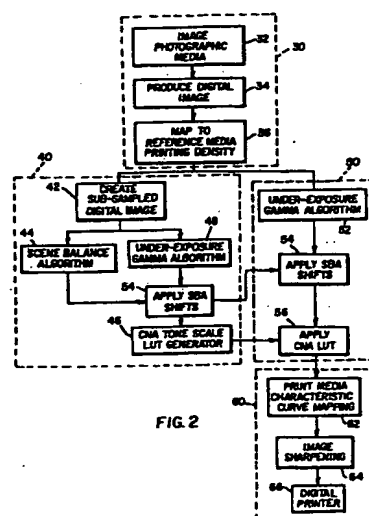 IMAGE
PHOTOGRAPHIC
MEDIA
32
30
PRODUCE DIGITAL
IMAGE
34
MAP TO
REFERENCE MEDIA
PRINTING DENSITY
36
40
42
CREATE
SUB-SAMPLED
DIGITAL IMAGE
44
SCENE BALANCE
ALGORITHM
48
UNDER-EXPOSURE
GAMMA ALGORITHM
54
APPLY SBA
SHIFTS
46
CNA TONE SCALE
LUT GENERATOR
UNDER-EXPOSURE
GAMMA ALGORITHM
52
54
APPLY SBA
SHIFTS
56
APPLY
CNA LUT
60
PRINT MEDIA
CHARACTERISTIC
CURVE MAPPING
62
IMAGE
SHARPENING
64
DIGITAL
PRINTER
66
FIG. 2